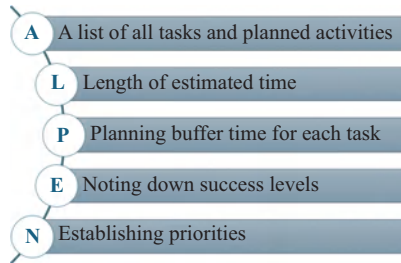 A A list of all tasks and planned activities
L Length of estimated time
P Planning buffer time for each task
E Noting down success levels
N Establishing priorities